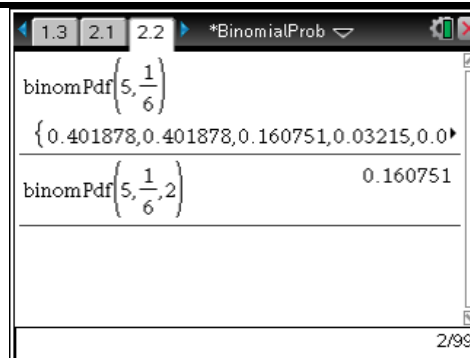 1.3 2.1 2.2 *BinomialProb
binomPdf(5,1/6)
{0.401878,0.401878,0.160751,0.03215,0.0
binomPdf(5,1/6,2) 0.160751
2/99